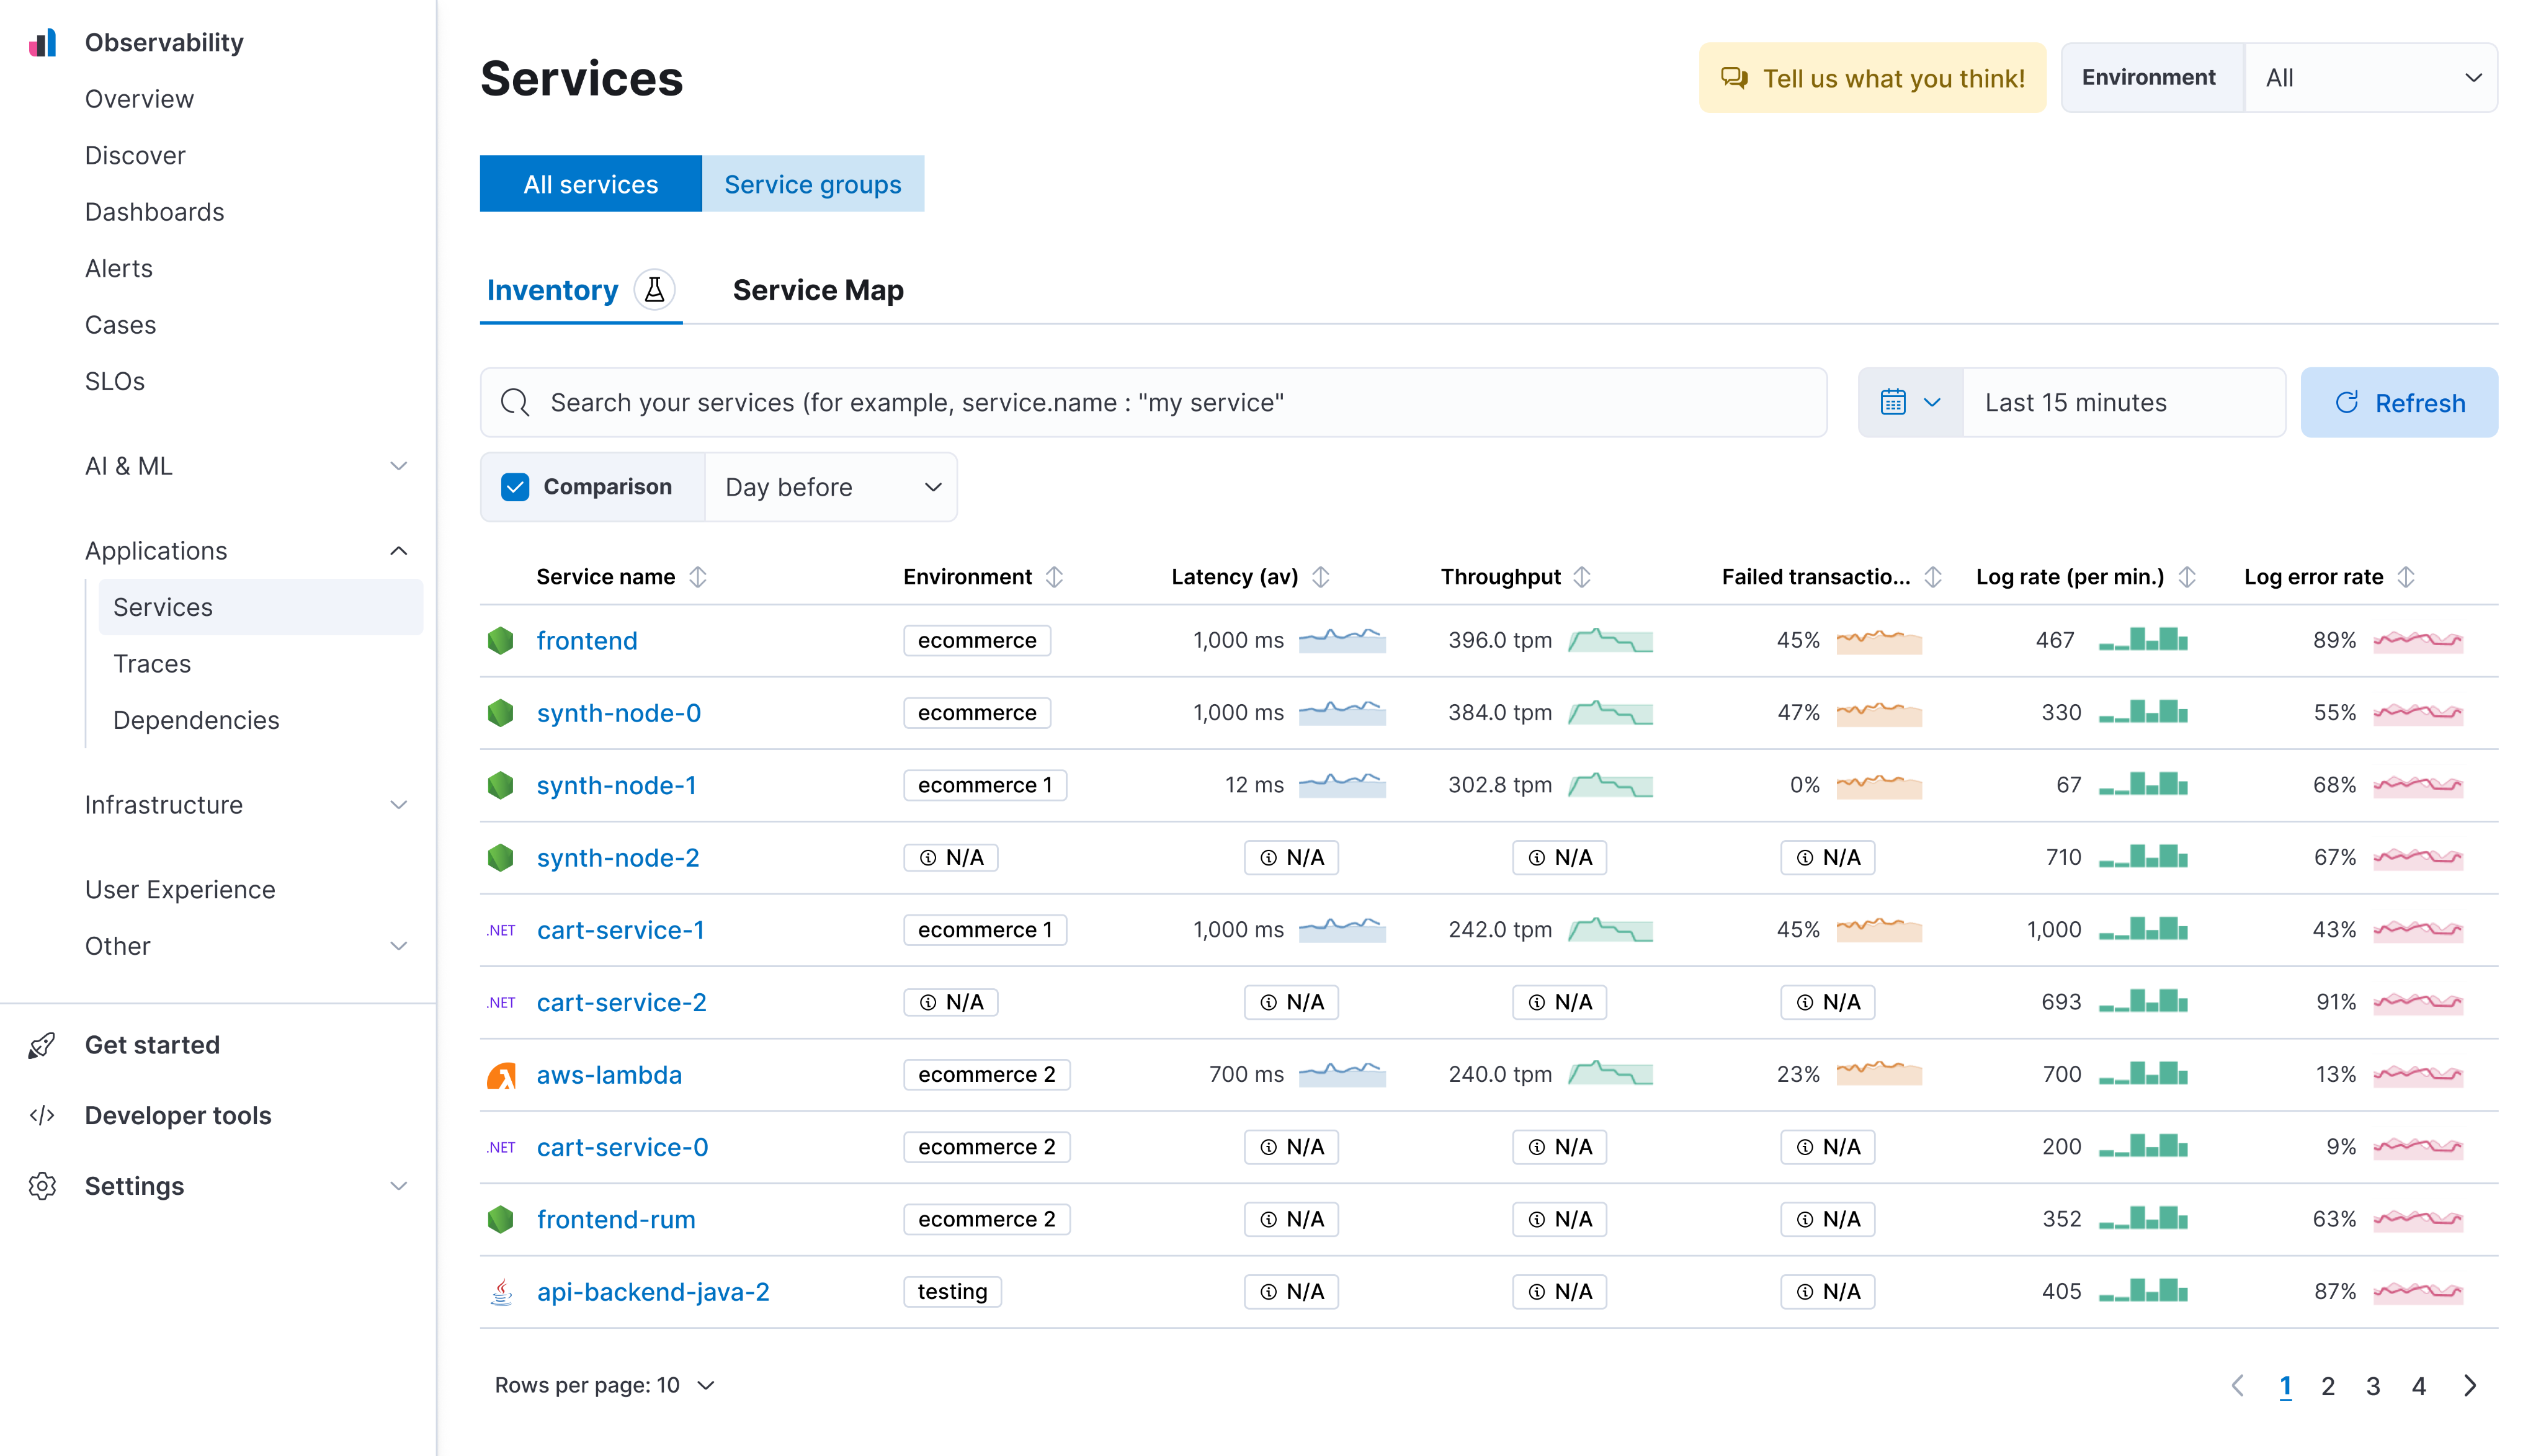 Observability
Overview
Discover
Dashboards
Alerts
Cases
SLOs
AI & ML
Applications
Services
Traces
Dependencies
Infrastructure
User Experience
Other
Get started
Developer tools
Settings
Services
Tell us what you think!
Environment All
All services Service groups
Inventory Service Map
Search your services (for example, service.name : "my service"
Last 15 minutes
Refresh
Comparison Day before
Service name Environment Latency (av) Throughput Failed transactio... Log rate (per min.) Log error rate
frontend ecommerce 1,000 ms 396.0 tpm 45% 467 89%
synth-node-0 ecommerce 1,000 ms 384.0 tpm 47% 330 55%
synth-node-1 ecommerce 1 12 ms 302.8 tpm 0% 67 68%
synth-node-2 N/A N/A N/A N/A 710 67%
.NET cart-service-1 ecommerce 1 1,000 ms 242.0 tpm 45% 1,000 43%
.NET cart-service-2 N/A N/A N/A N/A 693 91%
aws-lambda ecommerce 2 700 ms 240.0 tpm 23% 700 13%
.NET cart-service-0 ecommerce 2 N/A N/A N/A 200 9%
frontend-rum ecommerce 2 N/A N/A N/A 352 63%
api-backend-java-2 testing N/A N/A N/A 405 87%
Rows per page: 10
1 2 3 4